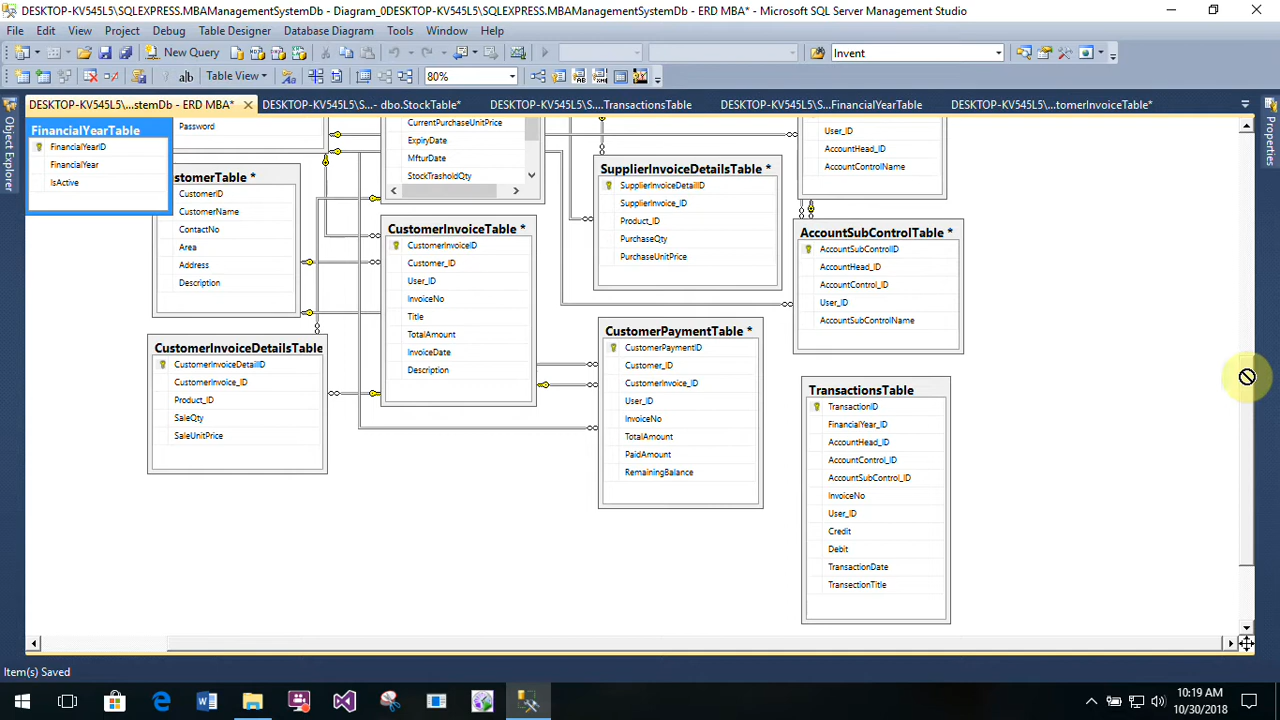 DESKTOP-KV545L5\SQLEXPRESS.MBAManagementSystemDb - Diagram_0DESKTOP-KV545L5\SQLEXPRESS.MBAManagementSystemDb - ERD MBA* - Microsoft SQL Server Management Studio
File Edit View Project Debug Table Designer Database Diagram Tools Window Help
New Query Invent
Table View 80%
DESKTOP-KV545L5\...stemDb - ERD MBA* DESKTOP-KV545L5\S...- dbo.StockTable* DESKTOP-KV545L5\S....TransactionsTable DESKTOP-KV545L5\S...FinancialYearTable DESKTOP-KV545L5\...tomerInvoiceTable*
Object Explorer
Properties
FinancialYearTable
FinancialYearID
FinancialYear
IsActive
Password
ustomerTable *
CustomerID
CustomerName
ContactNo
Area
Address
Description
CustomerInvoiceDetailsTable
CustomerInvoiceDetailID
CustomerInvoice_ID
Product_ID
SaleQty
SaleUnitPrice
CurrentPurchaseUnitPrice
ExpiryDate
MfturDate
StockTrasholdQty
CustomerInvoiceTable *
CustomerInvoiceID
Customer_ID
User_ID
InvoiceNo
Title
TotalAmount
InvoiceDate
Description
SupplierInvoiceDetailsTable *
SupplierInvoiceDetailID
SupplierInvoice_ID
Product_ID
PurchaseQty
PurchaseUnitPrice
CustomerPaymentTable *
CustomerPaymentID
Customer_ID
CustomerInvoice_ID
User_ID
InvoiceNo
TotalAmount
PaidAmount
RemainingBalance
User_ID
AccountHead_ID
AccountControlName
AccountSubControlTable *
AccountSubControlID
AccountHead_ID
AccountControl_ID
User_ID
AccountSubControlName
TransactionsTable
TransactionID
FinancialYear_ID
AccountHead_ID
AccountControl_ID
AccountSubControl_ID
InvoiceNo
User_ID
Credit
Debit
TransactionDate
TransectionTitle
Item(s) Saved
10:19 AM
10/30/2018